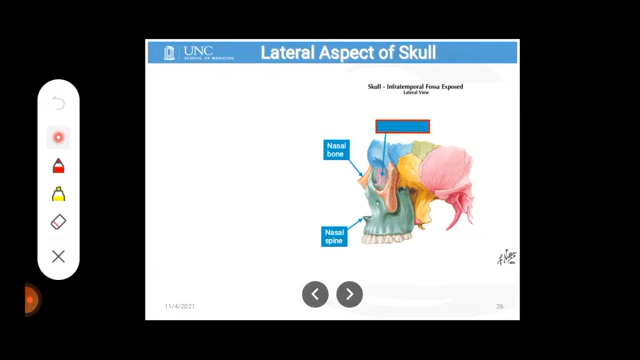 UNC
SCHOOL OF MEDICINE
Lateral Aspect of Skull
Skull - Infratemporal Fossa Exposed
Lateral View
Nasal
bone
Nasal
spine
11/4/2021
26